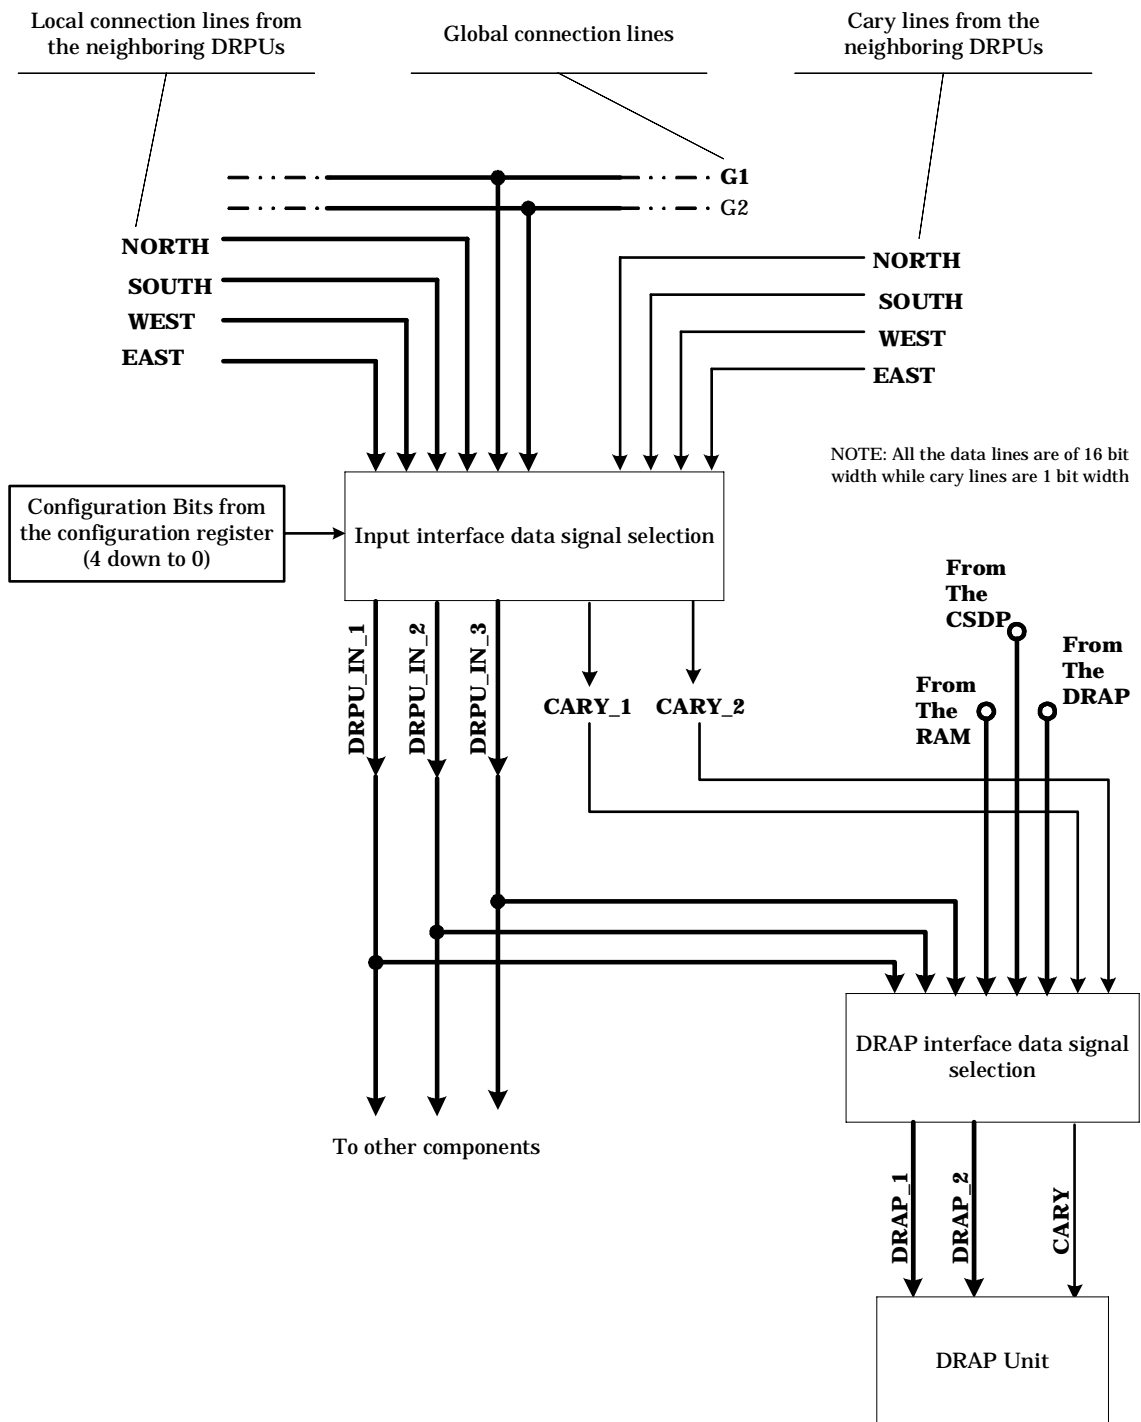 Local connection lines from
the neighboring DRPUs
Global connection lines
Cary lines from the
neighboring DRPUs
G1
G2
NORTH
SOUTH
WEST
EAST
NORTH
SOUTH
WEST
EAST
NOTE: All the data lines are of 16 bit
width while cary lines are 1 bit width
Configuration Bits from
the configuration register
(4 down to 0)
Input interface data signal selection
DRPU_IN_1
DRPU_IN_2
DRPU_IN_3
CARY_1
CARY_2
From
The
CSDP
From
The
DRAP
From
The
RAM
DRAP interface data signal
selection
To other components
DRAP_1
DRAP_2
CARY
DRAP Unit